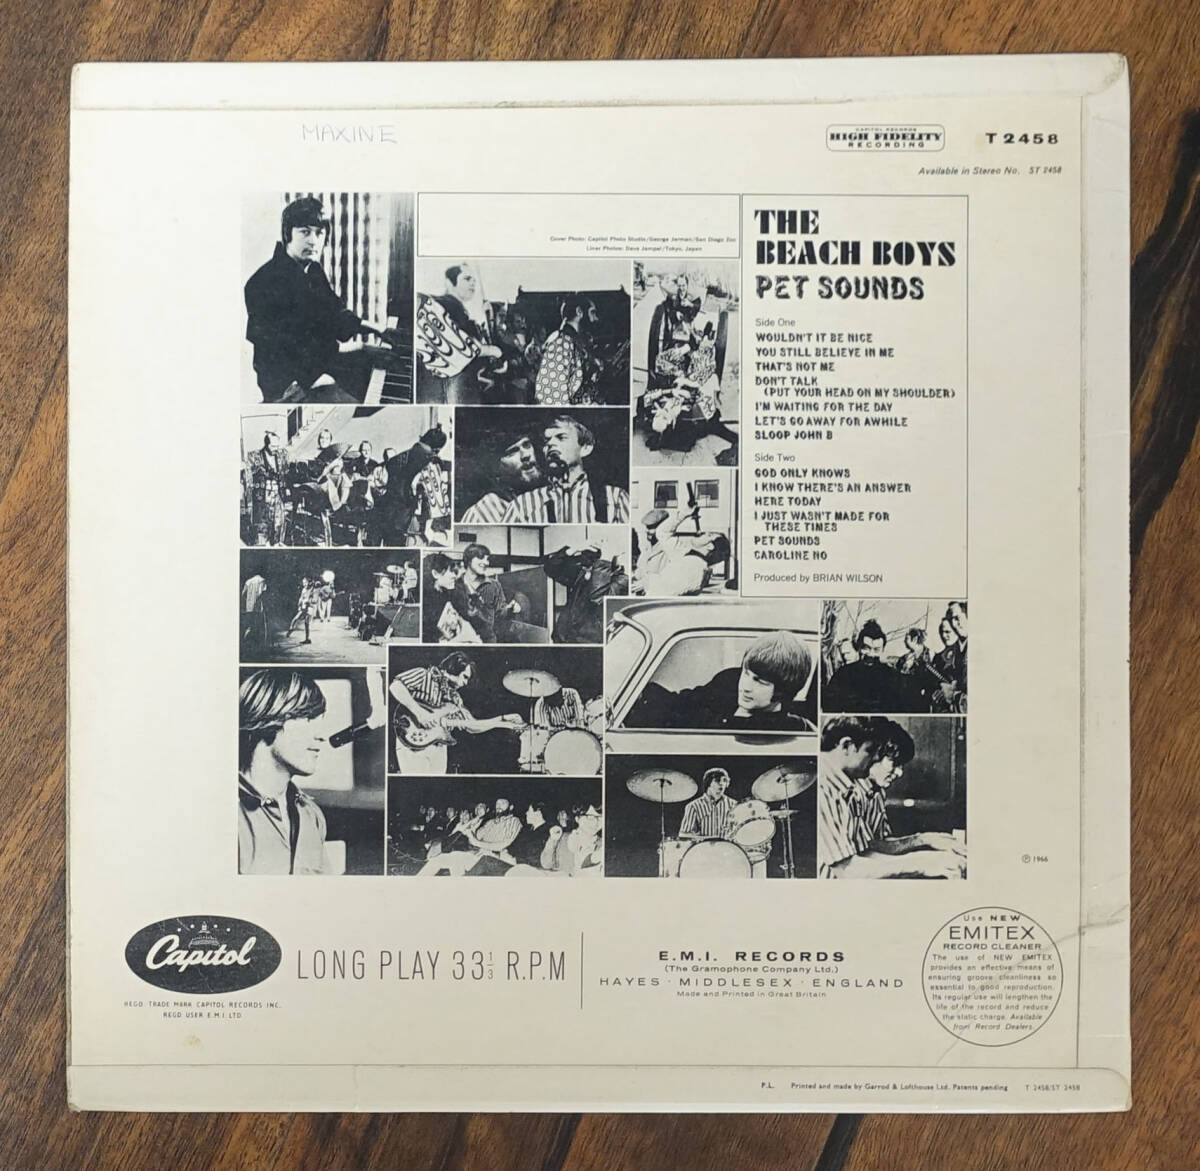 MAXINE
CAPITOL RECORDS
HIGH FIDELITY
RECORDING
T 2458
Available in Stereo No. ST 2458
Cover Photo: Capitol Photo Studio/George Jerman/San Diego Zoo
Liner Photos: Dave Jampel/Tokyo, Japan
THE
BEACH BOYS
PET SOUNDS
Side One
WOULDN'T IT BE NICE
YOU STILL BELIEVE IN ME
THAT'S NOT ME
DON'T TALK
(PUT YOUR HEAD ON MY SHOULDER)
I'M WAITING FOR THE DAY
LET'S GO AWAY FOR AWHILE
SLOOP JOHN B
Side Two
GOD ONLY KNOWS
I KNOW THERE'S AN ANSWER
HERE TODAY
I JUST WASN'T MADE FOR
THESE TIMES
PET SOUNDS
CAROLINE NO
Produced by BRIAN WILSON
℗ 1966
Capitol
REGD. TRADE MARK CAPITOL RECORDS INC.
REGD USER E.M.I. LTD
LONG PLAY 33 1/3 R.P.M
E.M.I. RECORDS
(The Gramophone Company Ltd.)
HAYES · MIDDLESEX · ENGLAND
Made and Printed in Great Britain
Use NEW
EMITEX
RECORD CLEANER
The use of NEW EMITEX
provides an effective means of
ensuring groove cleanliness so
essential to good reproduction.
Its regular use will lengthen the
life of the record and reduce
the static charge. Available
from Record Dealers.
P.L. Printed and made by Garrod & Lofthouse Ltd. Patents pending T 2458/ST 2458